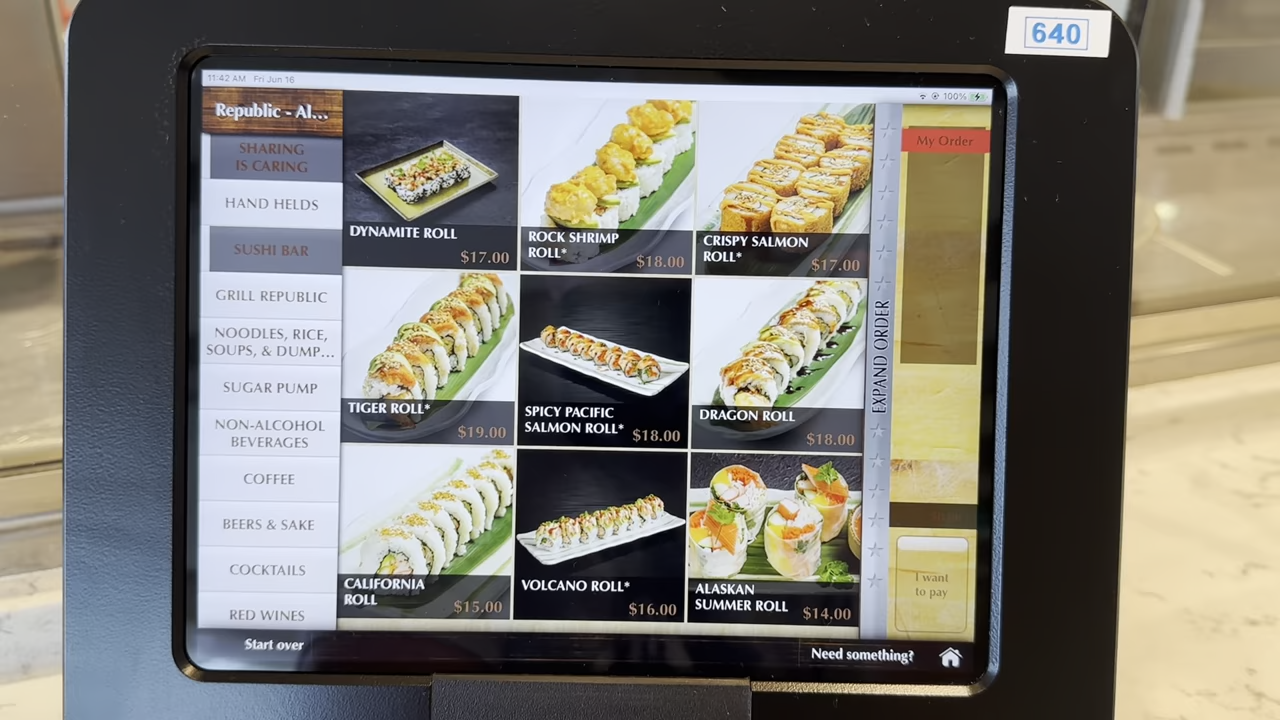 640
11:42 AM Fri Jun 16
100%
Republic - Al...
SHARING
IS CARING
HAND HELDS
SUSHI BAR
GRILL REPUBLIC
NOODLES, RICE,
SOUPS, & DUMP...
SUGAR PUMP
NON-ALCOHOL
BEVERAGES
COFFEE
BEERS & SAKE
COCKTAILS
RED WINES
DYNAMITE ROLL
$17.00
ROCK SHRIMP
ROLL*
$18.00
CRISPY SALMON
ROLL*
$17.00
TIGER ROLL*
$19.00
SPICY PACIFIC
SALMON ROLL*
$18.00
DRAGON ROLL
$18.00
CALIFORNIA
ROLL
$15.00
VOLCANO ROLL*
$16.00
ALASKAN
SUMMER ROLL
$14.00
EXPAND ORDER
My Order
I want
to pay
Start over
Need something?